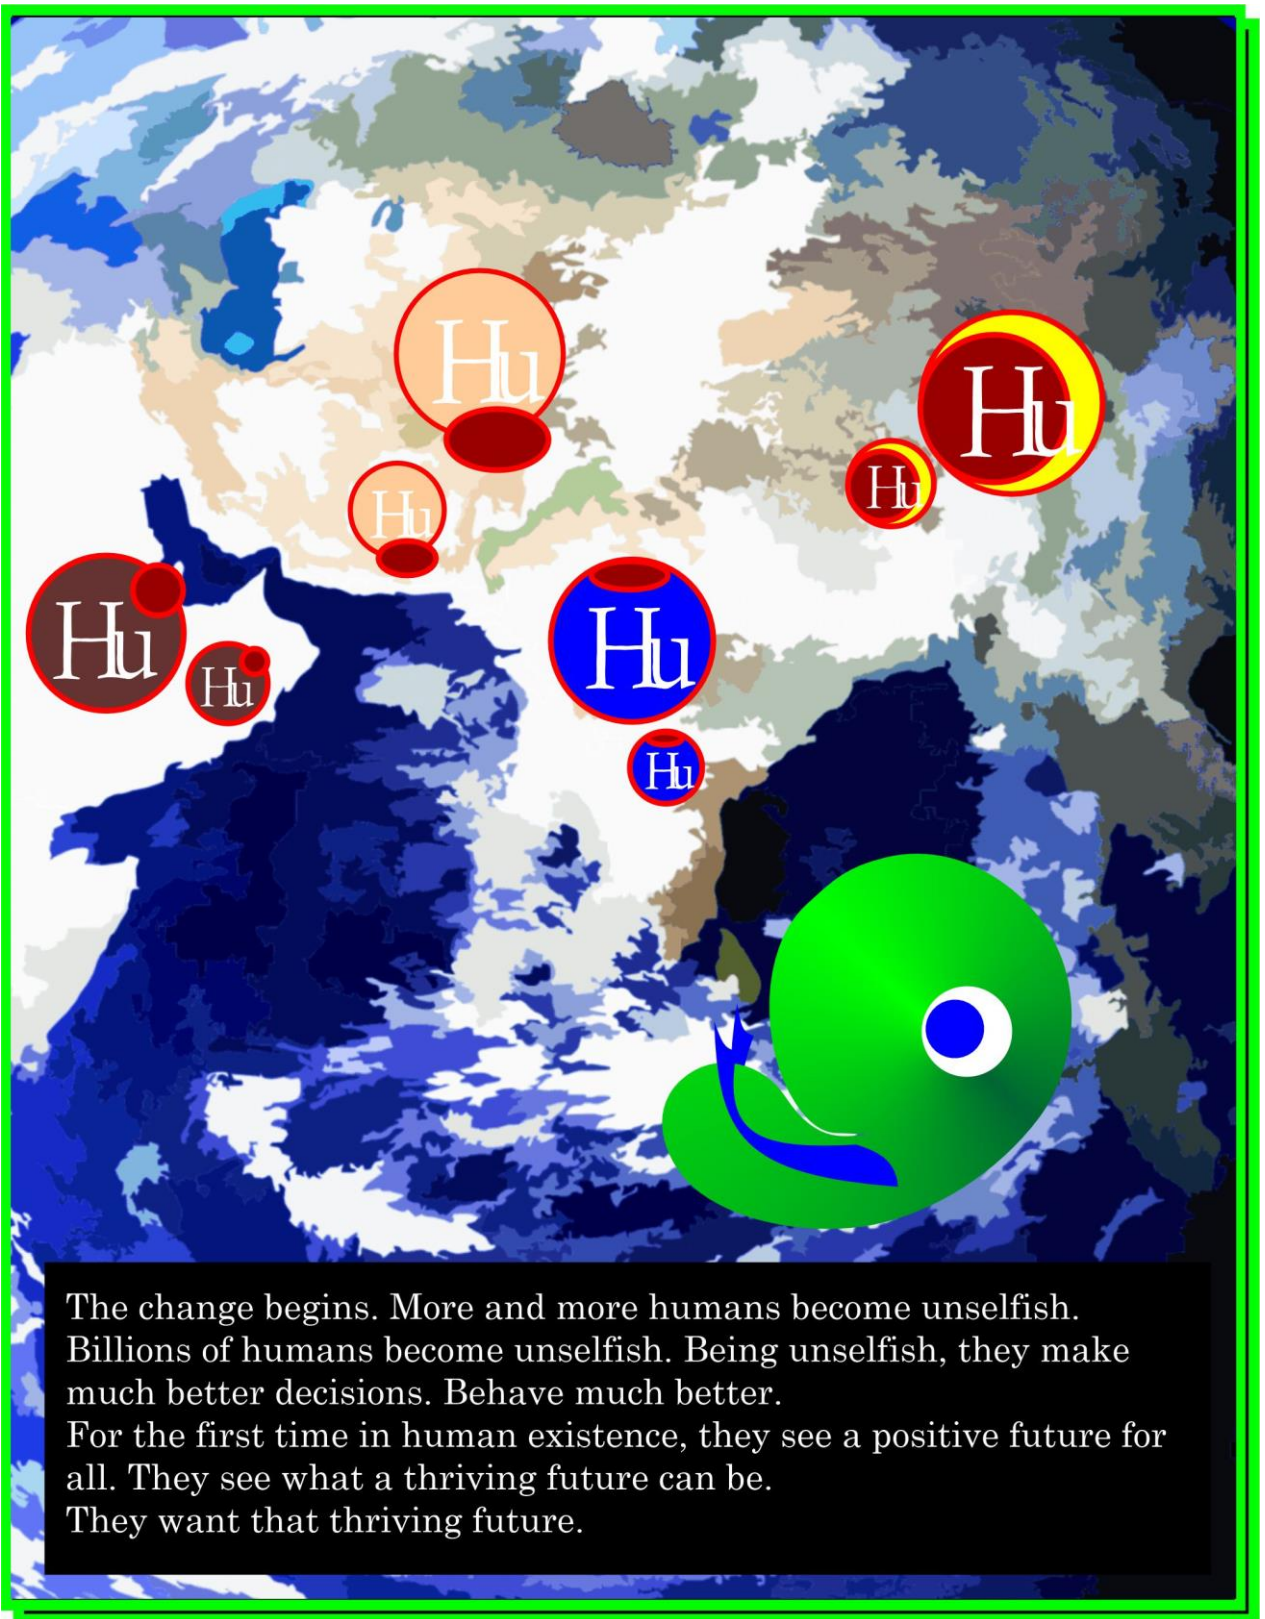 Hu
Hu
Hu
Hu
Hu
Hu
Hu
Hu
The change begins. More and more humans become unselfish.
Billions of humans become unselfish. Being unselfish, they make
much better decisions. Behave much better.
For the first time in human existence, they see a positive future for
all. They see what a thriving future can be.
They want that thriving future.